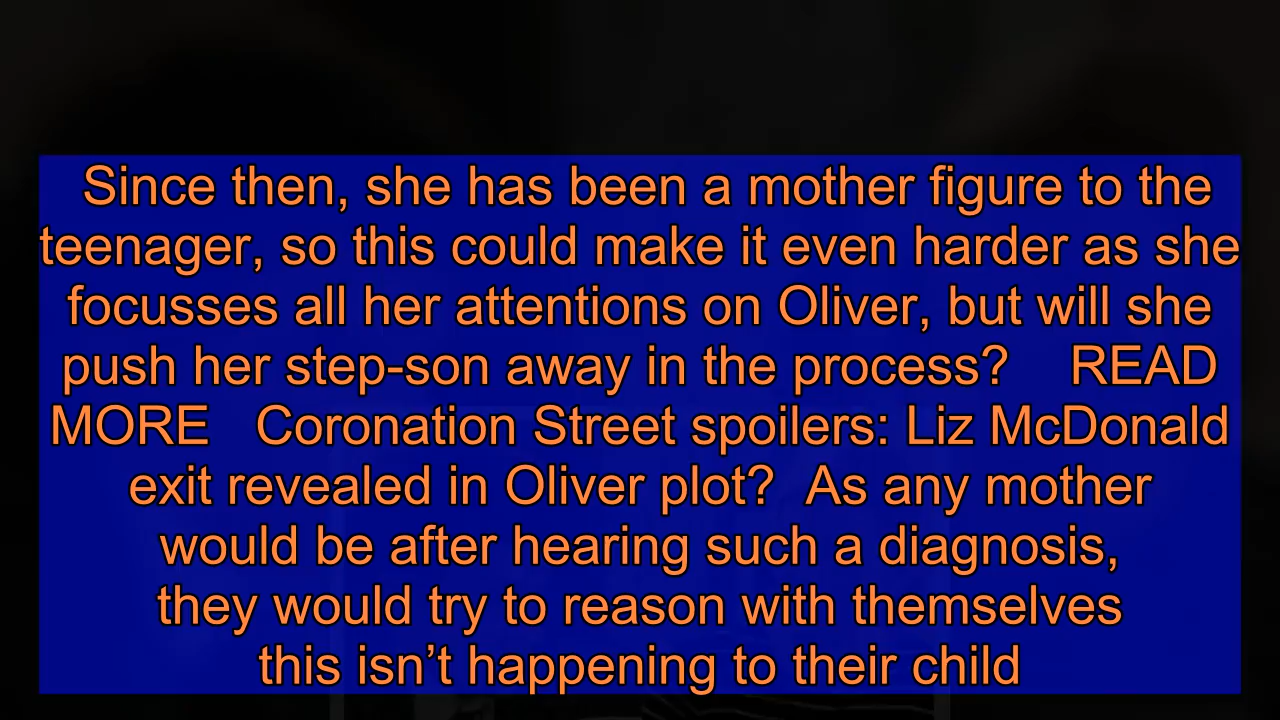 Since then, she has been a mother figure to the
teenager, so this could make it even harder as she
focusses all her attentions on Oliver, but will she
push her step-son away in the process? READ
MORE Coronation Street spoilers: Liz McDonald
exit revealed in Oliver plot? As any mother
would be after hearing such a diagnosis,
they would try to reason with themselves
this isn’t happening to their child